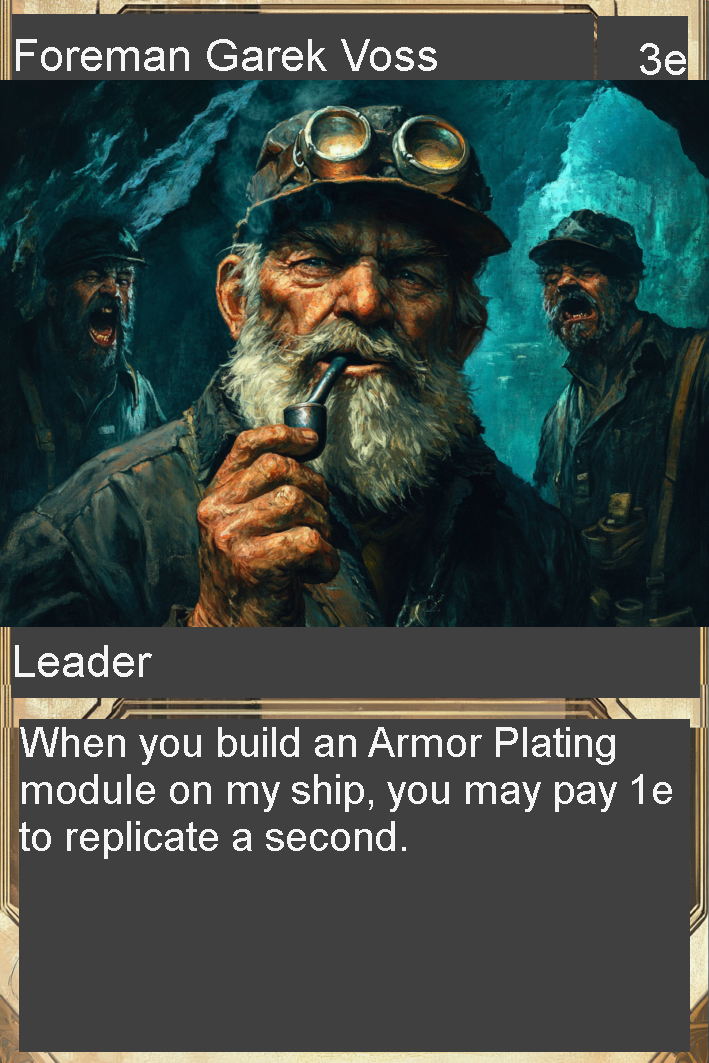 Foreman Garek Voss
3e
Leader
When you build an Armor Plating
module on my ship, you may pay 1e
to replicate a second.